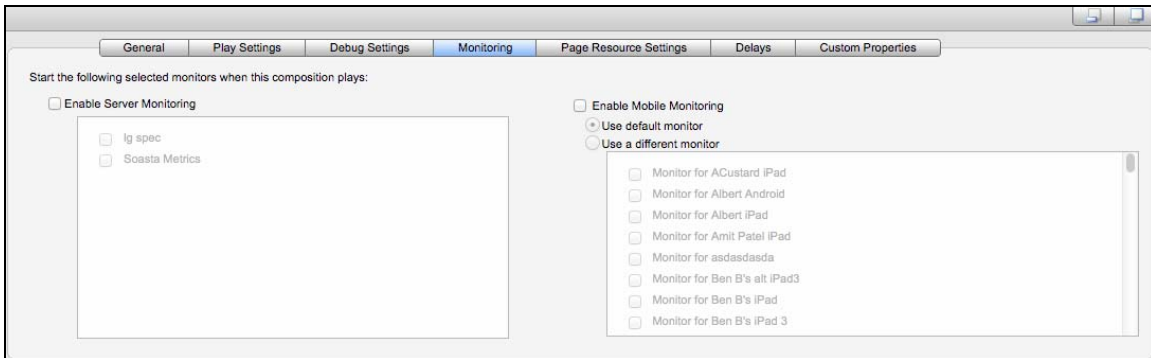 General Play Settings Debug Settings Monitoring Page Resource Settings Delays Custom Properties
Start the following selected monitors when this composition plays:
Enable Server Monitoring
lg spec
Soasta Metrics
Enable Mobile Monitoring
Use default monitor
Use a different monitor
Monitor for ACustard iPad
Monitor for Albert Android
Monitor for Albert iPad
Monitor for Amit Patel iPad
Monitor for asdasdasda
Monitor for Ben B's alt iPad3
Monitor for Ben B's iPad
Monitor for Ben B's iPad 3